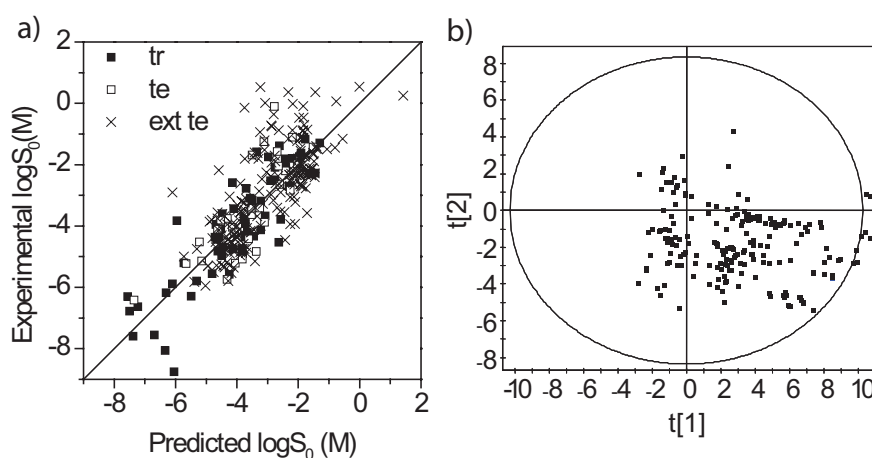 a)
2
0
-2
-4
-6
-8
Experimental logS₀(M)
tr
te
ext te
-8 -6 -4 -2 0 2
Predicted logS₀ (M)
b)
8
6
4
2
0
-2
-4
-6
-8
t[2]
-10 -8 -6 -4 -2 0 2 4 6 8 10
t[1]